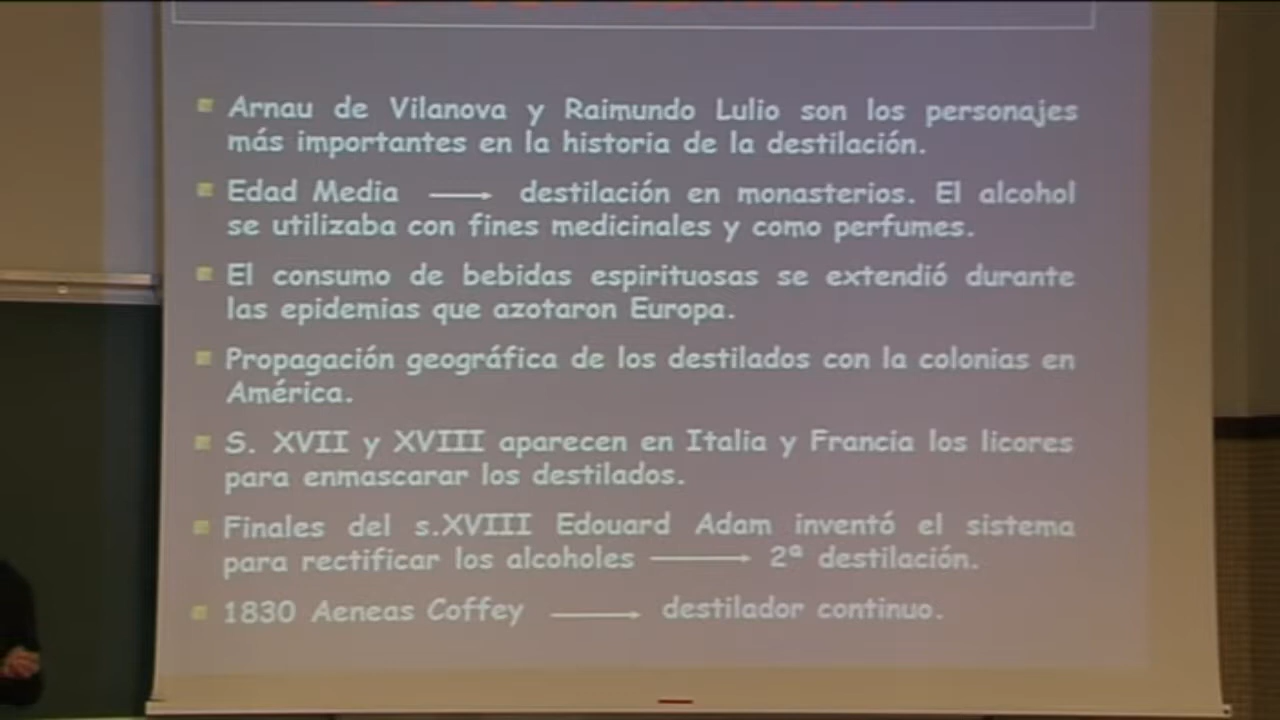 Arnau de Vilanova y Raimundo Lulio son los personajes
más importantes en la historia de la destilación.
Edad Media → destilación en monasterios. El alcohol
se utilizaba con fines medicinales y como perfumes.
El consumo de bebidas espirituosas se extendió durante
las epidemias que azotaron Europa.
Propagación geográfica de los destilados con la colonias en
América.
S. XVII y XVIII aparecen en Italia y Francia los licores
para enmascarar los destilados.
Finales del s.XVIII Edouard Adam inventó el sistema
para rectificar los alcoholes → 2ª destilación.
1830 Aeneas Coffey → destilador continuo.